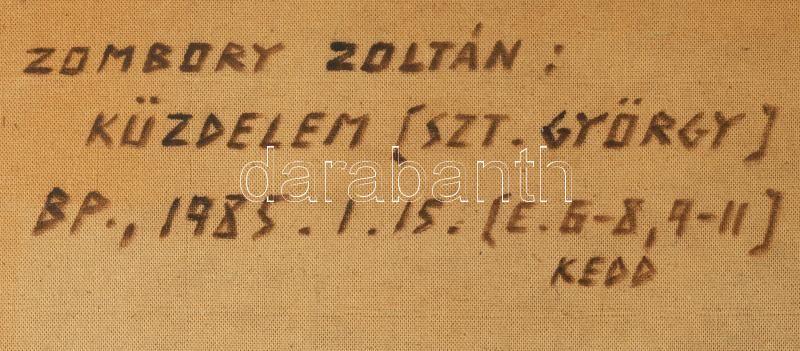 ZOMBORY ZOLTÁN:
KÜZDELEM [SZT. GYÖRGY]
darabanth
BP., 1985. 1. 15. [E. 6-8, 9-11]
KEDD